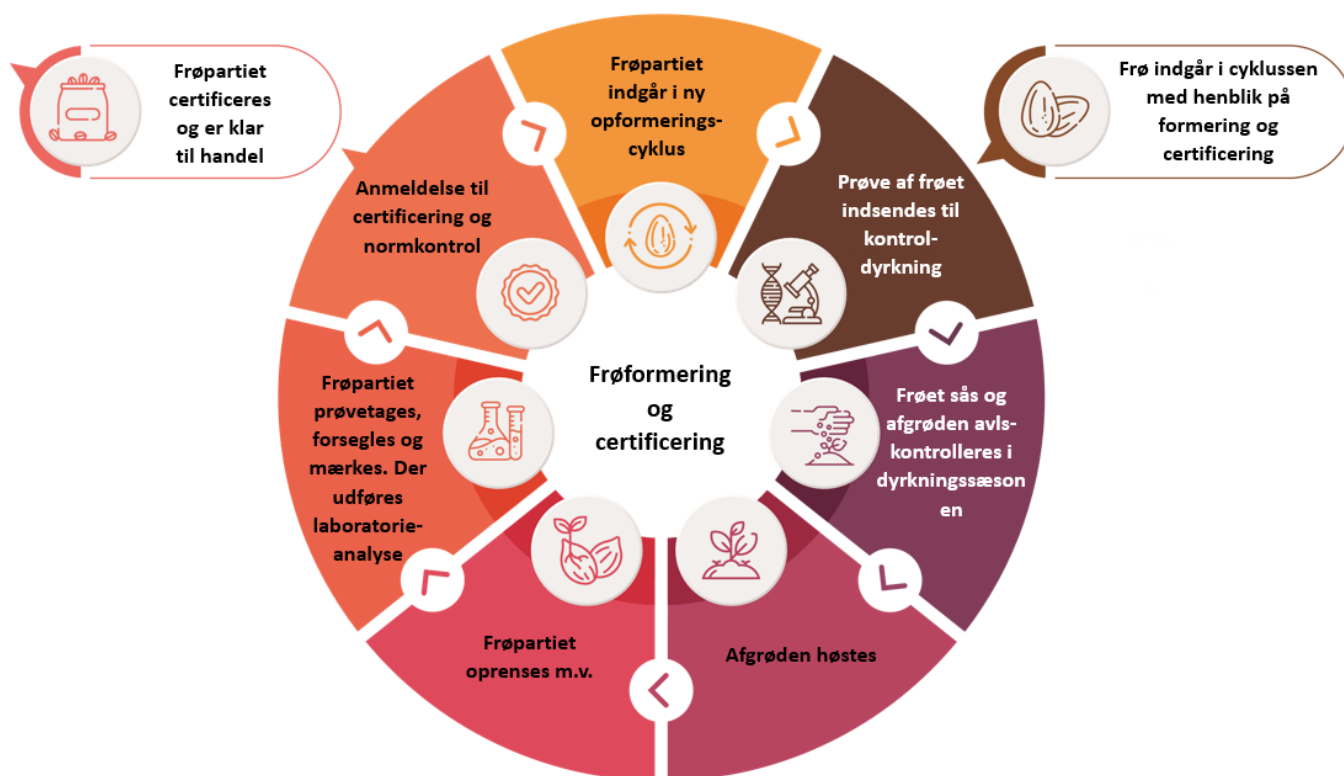 Frøpartiet
certificeres
og er klar
til handel
Frøpartiet
indgår i ny
opformerings-
cyklus
Frø indgår i cyklussen
med henblik på
formering og
certificering
Anmeldelse til
certificering og
normkontrol
Prøve af frøet
indsendes til
kontrol-
dyrkning
Frøformering
og
certificering
Frøpartiet
prøvetages,
forsegles og
mærkes. Der
udføres
laboratorie-
analyse
Frøet sås og
afgrøden avls-
kontrolleres i
dyrkningssæson
en
Frøpartiet
oprenses m.v.
Afgrøden høstes